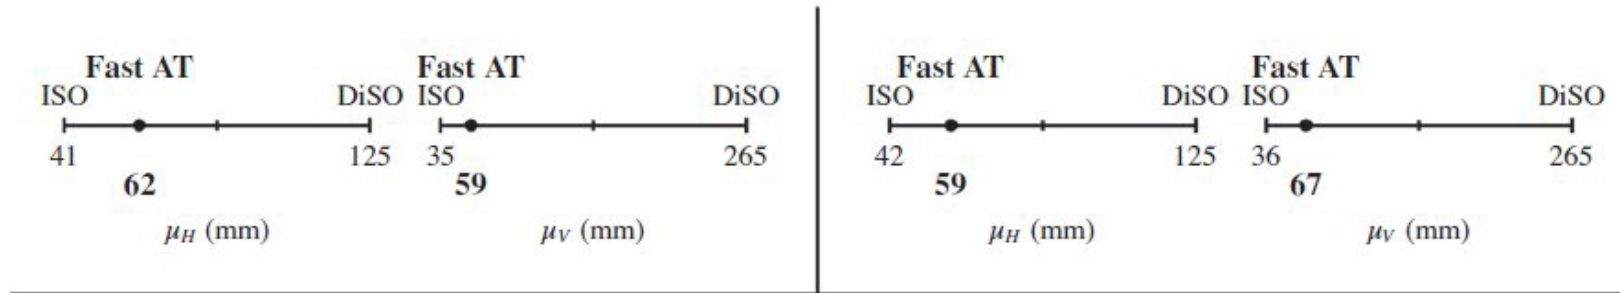 Fast AT Fast AT
ISO DiSO ISO DiSO
41 125 35 265
62 59
μH (mm) μV (mm)
Fast AT Fast AT
ISO DiSO ISO DiSO
42 125 36 265
59 67
μH (mm) μV (mm)